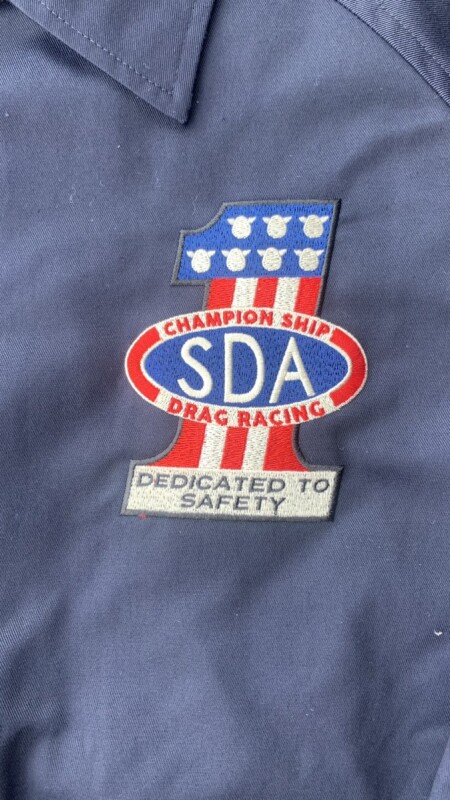 CHAMPION SHIP
SDA
DRAG RACING
DEDICATED TO
SAFETY